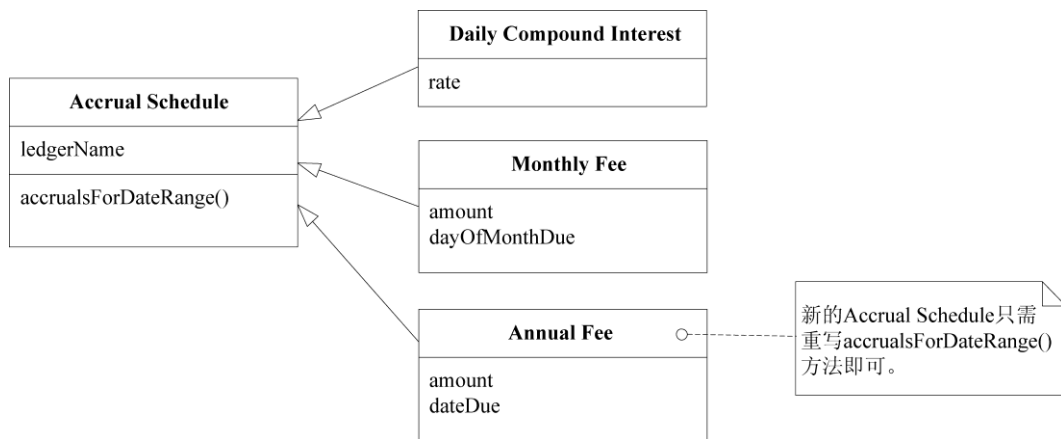 Daily Compound Interest
rate
Accrual Schedule
ledgerName
accrualsForDateRange()
Monthly Fee
amount
dayOfMonthDue
Annual Fee
amount
dateDue
新的Accrual Schedule只需
重写accrualsForDateRange()
方法即可。